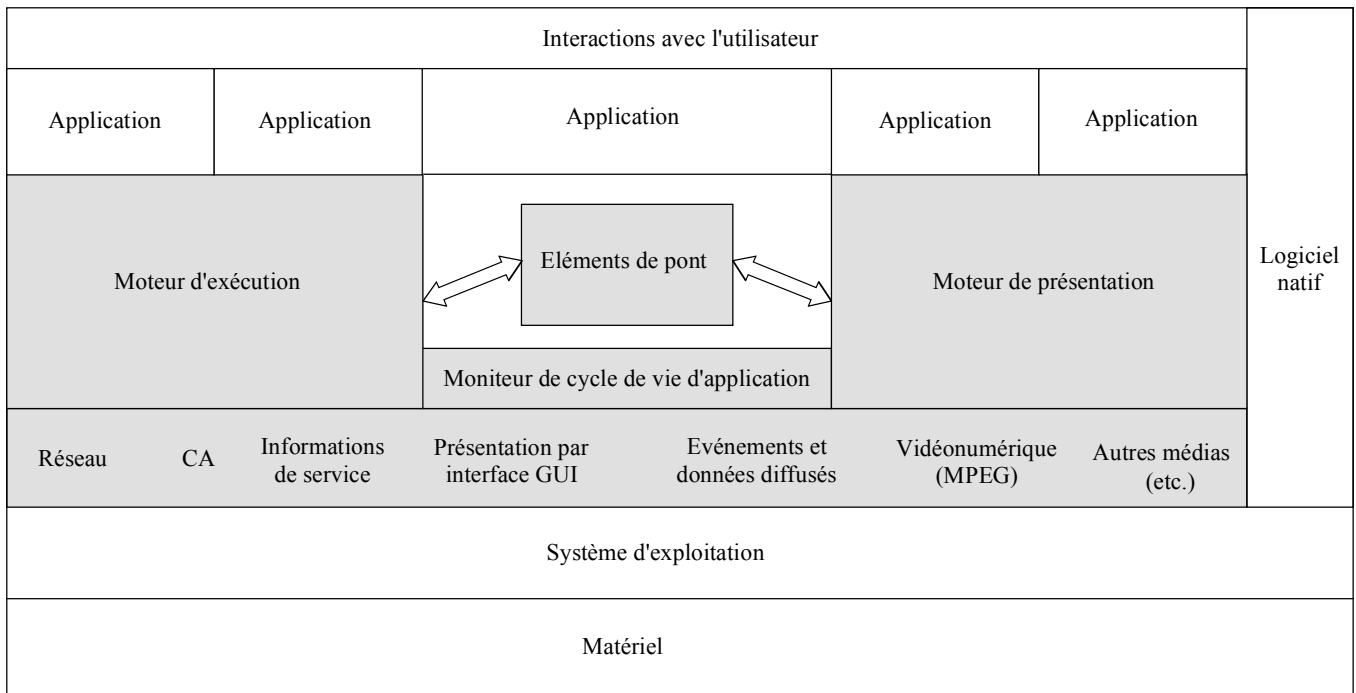 Interactions avec l'utilisateur
Application
Application
Application
Application
Application
Moteur d'exécution
Eléments de pont
Moteur de présentation
Logiciel
natif
Moniteur de cycle de vie d'application
Réseau
CA
Informations
de service
Présentation par
interface GUI
Evénements et
données diffusés
Vidéonumérique
(MPEG)
Autres médias
(etc.)
Système d'exploitation
Matériel